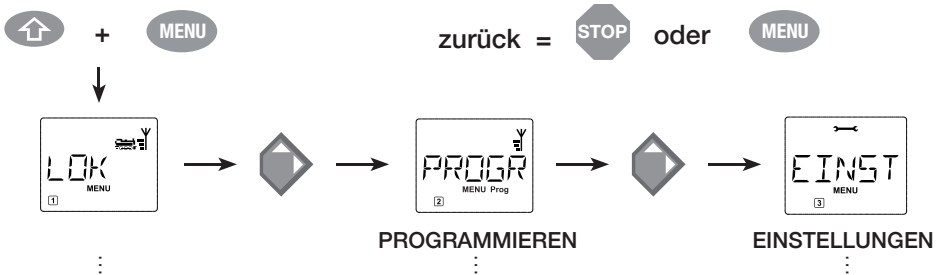 + MENU zurück = STOP oder MENU
LOK
MENU
1
PROGR
MENU Prog
2
EINST
MENU
3
PROGRAMMIEREN
EINSTELLUNGEN